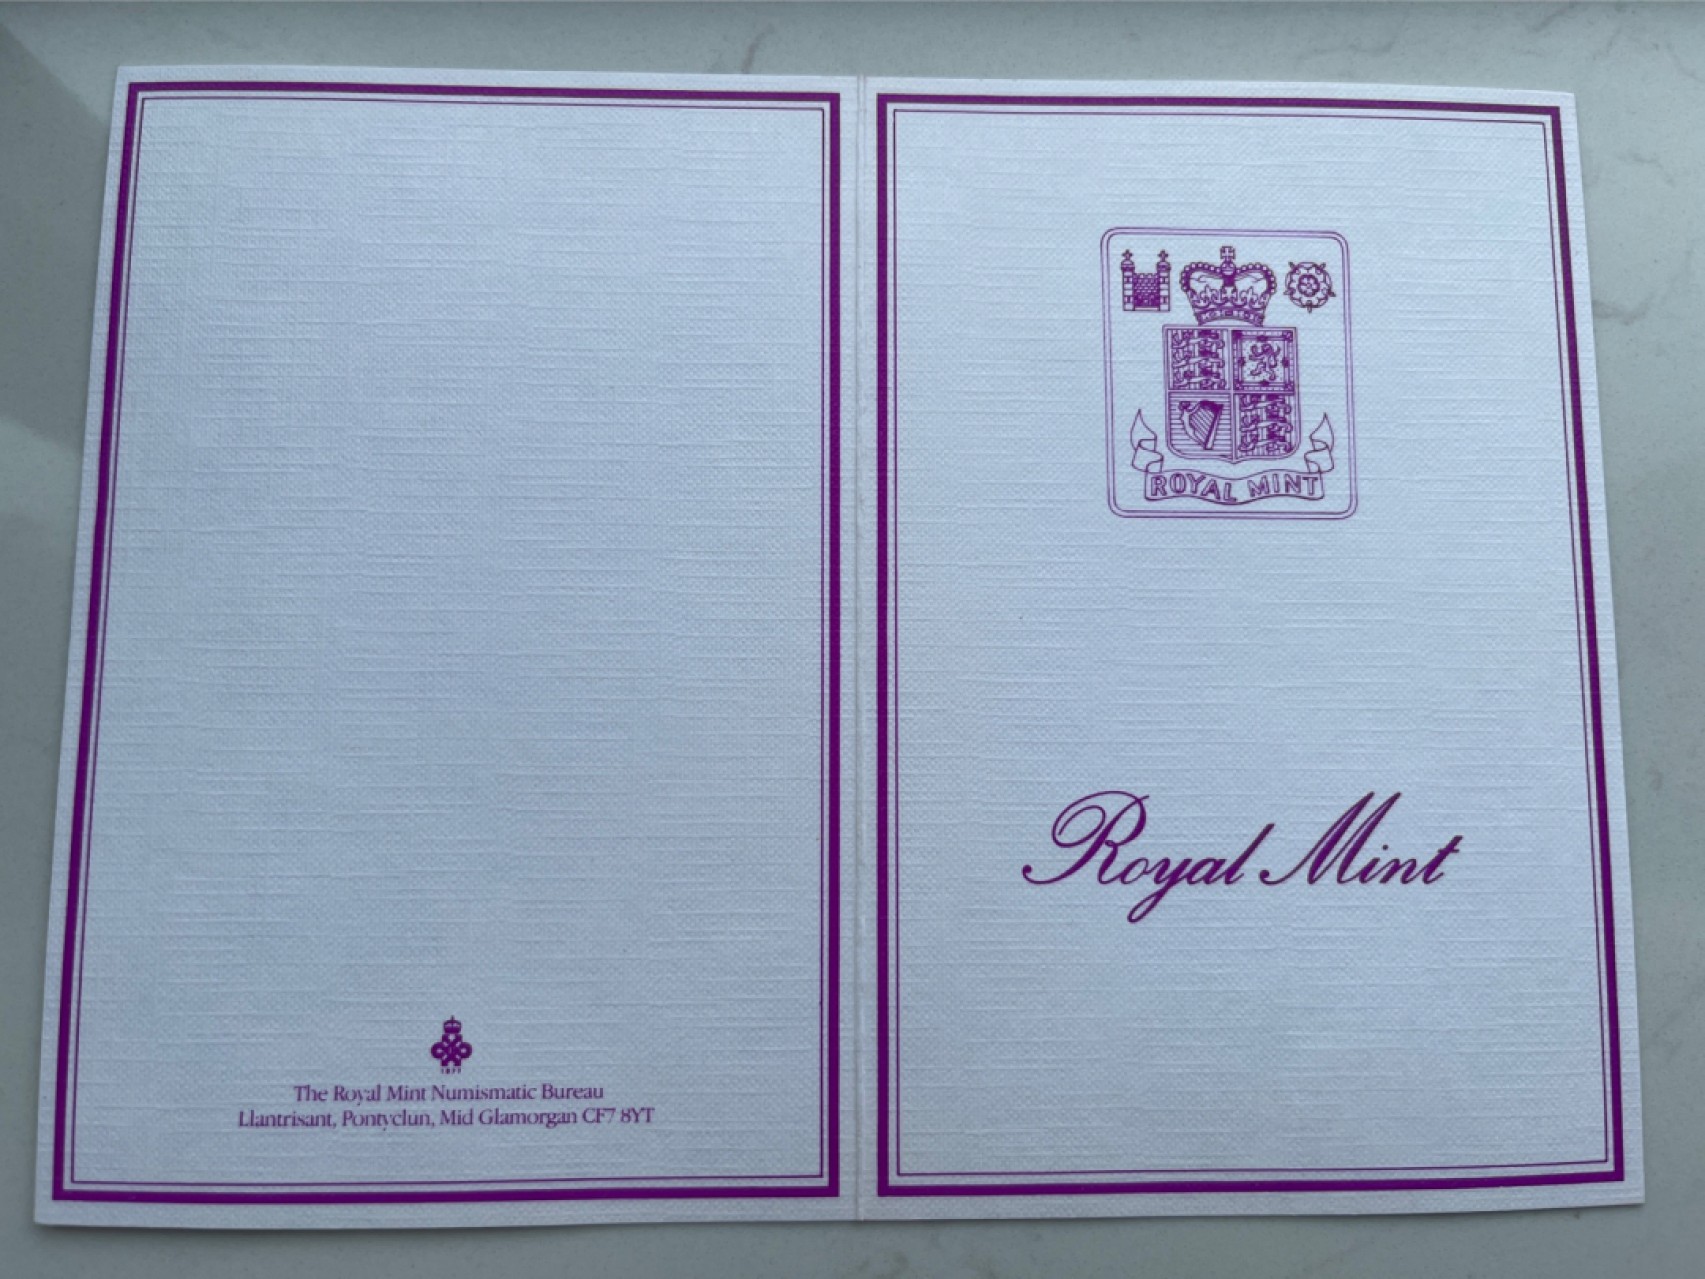 The Royal Mint Numismatic Bureau
Llantrisant, Pontyclun, Mid Glamorgan CF7 8YT
ROYAL MINT
Royal Mint